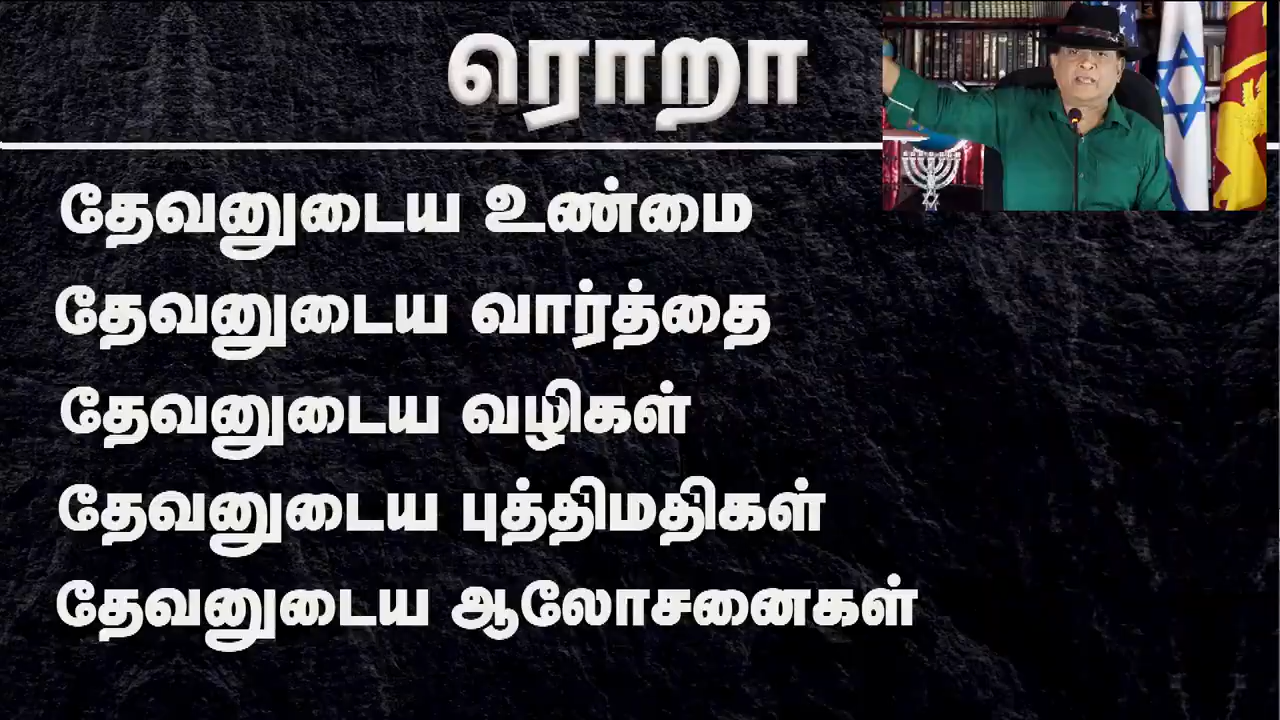 ரொறா
தேவனுடைய உண்மை
தேவனுடைய வார்த்தை
தேவனுடைய வழிகள்
தேவனுடைய புத்திமதிகள்
தேவனுடைய ஆலோசனைகள்